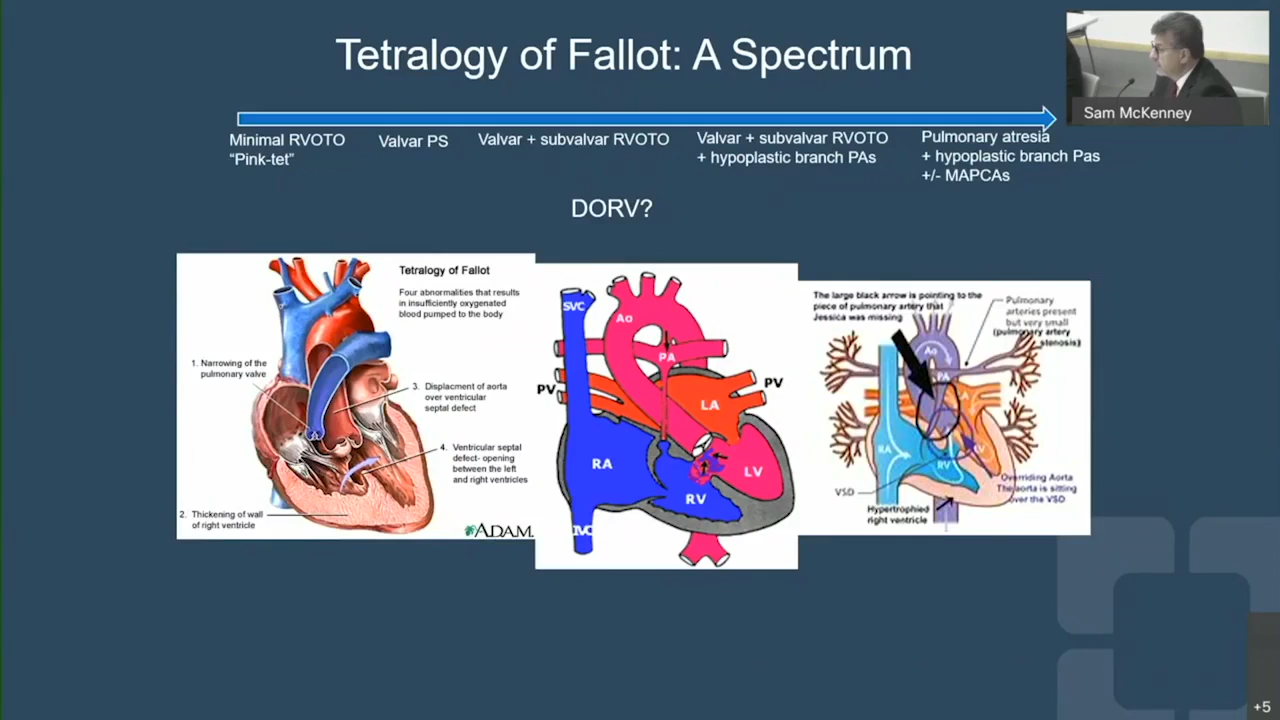 Tetralogy of Fallot: A Spectrum
Sam McKenney
Minimal RVOTO
“Pink-tet”
Valvar PS
Valvar + subvalvar RVOTO
Valvar + subvalvar RVOTO
+ hypoplastic branch PAs
Pulmonary atresia
+ hypoplastic branch Pas
+/- MAPCAs
DORV?
Tetralogy of Fallot
Four abnormalities that results
in insufficiently oxygenated
blood pumped to the body
1. Narrowing of the
pulmonary valve
3. Displacment of aorta
over ventricular
septal defect
4. Ventricular septal
defect- opening
between the left
and right ventricles
2. Thickening of wall
of right ventricle
ADAM.
SVC
Ao
PA
PV
PV
LA
RA
LV
RV
IVC
The large black arrow is pointing to the
piece of pulmonary artery that
Jessica was missing
Pulmonary
arteries present
but very small
(pulmonary artery
stenosis)
Ao
PA
RA
RV
VSD
Overriding Aorta
The aorta is sitting
over the VSD
Hypertrophied
right ventricle
+5